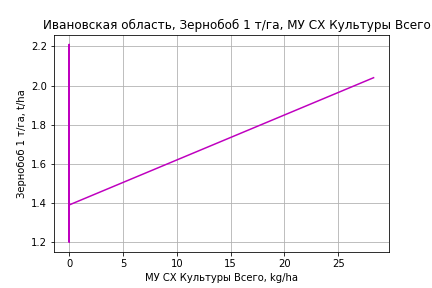 Ивановская область, Зернобоб 1 т/га, МУ СХ Культуры Всего
2.2
2.0
1.8
1.6
1.4
1.2
Зернобоб 1 т/га, t/ha
0 5 10 15 20 25
МУ СХ Культуры Всего, kg/ha